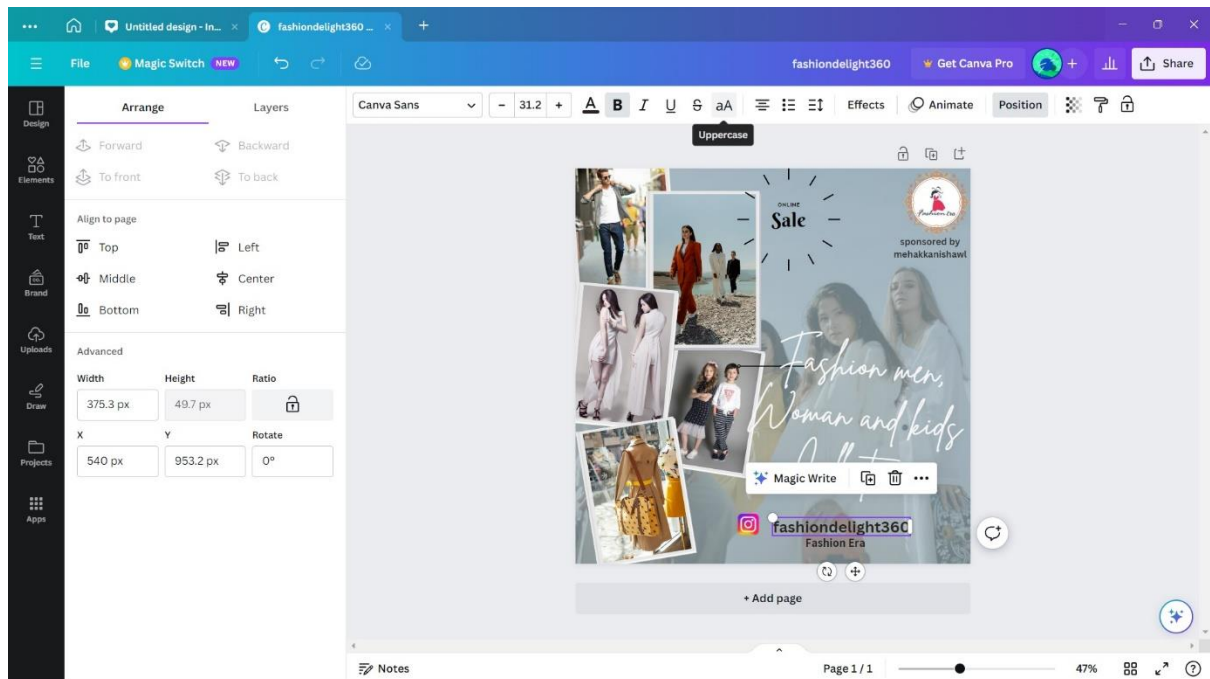 Untitled design - In...
fashiondelight360 ...
File
Magic Switch NEW
fashiondelight360
Get Canva Pro
Share
Design
Elements
Text
Brand
Uploads
Draw
Projects
Apps
Arrange
Layers
Forward
Backward
To front
To back
Align to page
Top
Left
Middle
Center
Bottom
Right
Advanced
Width
Height
Ratio
375.3 px
49.7 px
X
Y
Rotate
540 px
953.2 px
0°
Canva Sans
- 31.2 +
A B I U S aA
Effects
Animate
Position
Uppercase
ONLINE
Sale
Fashion Era
sponsored by
mehakkanishawl
Fashion men,
Woman and kids
Magic Write
fashiondelight360
Fashion Era
+ Add page
Notes
Page 1 / 1
47%